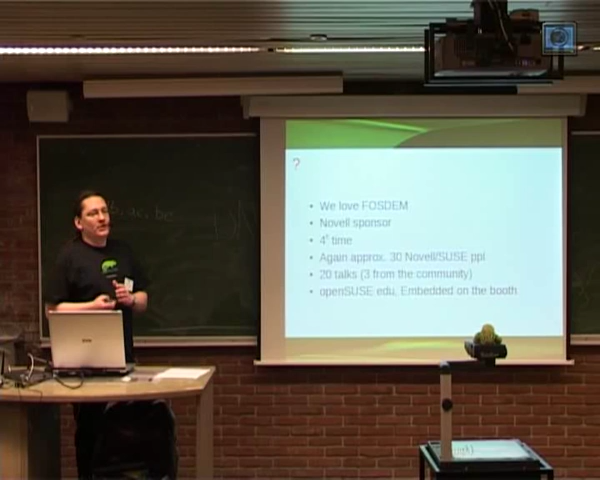 ?
• We love FOSDEM
• Novell sponsor
• 4t time
• Again approx. 30 Novell/SUSE ppl
• 20 talks (3 from the community)
• openSUSE edu, Embedded on the booth